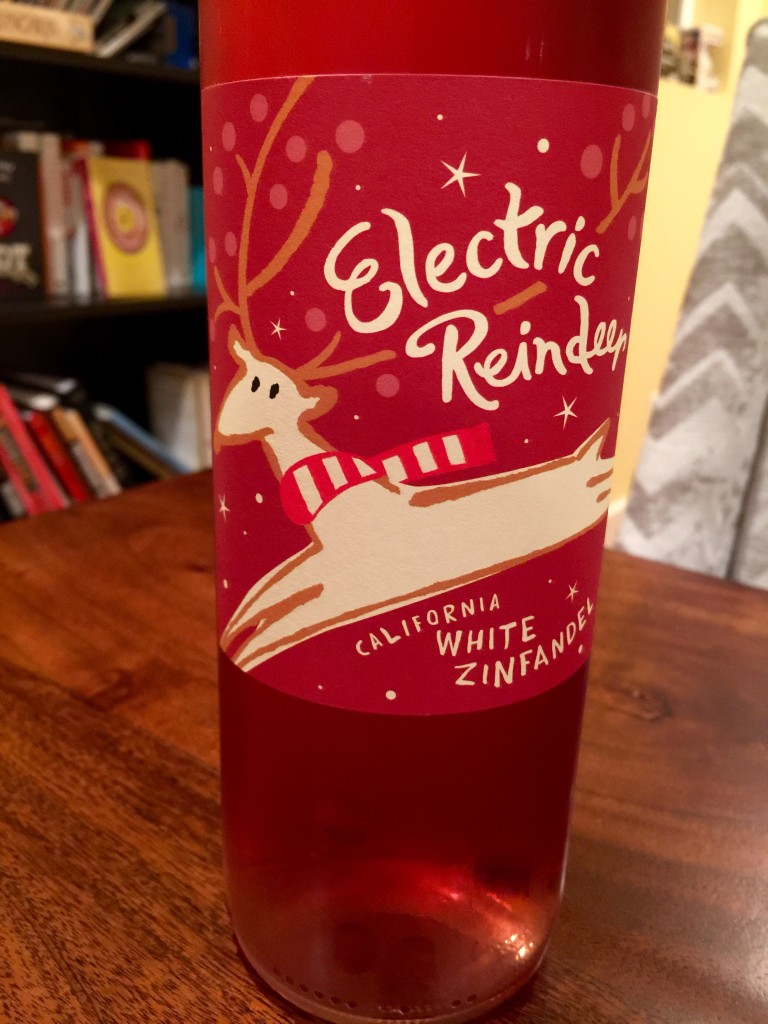 Electric
Reindeer
CALIFORNIA
WHITE
ZINFANDEL